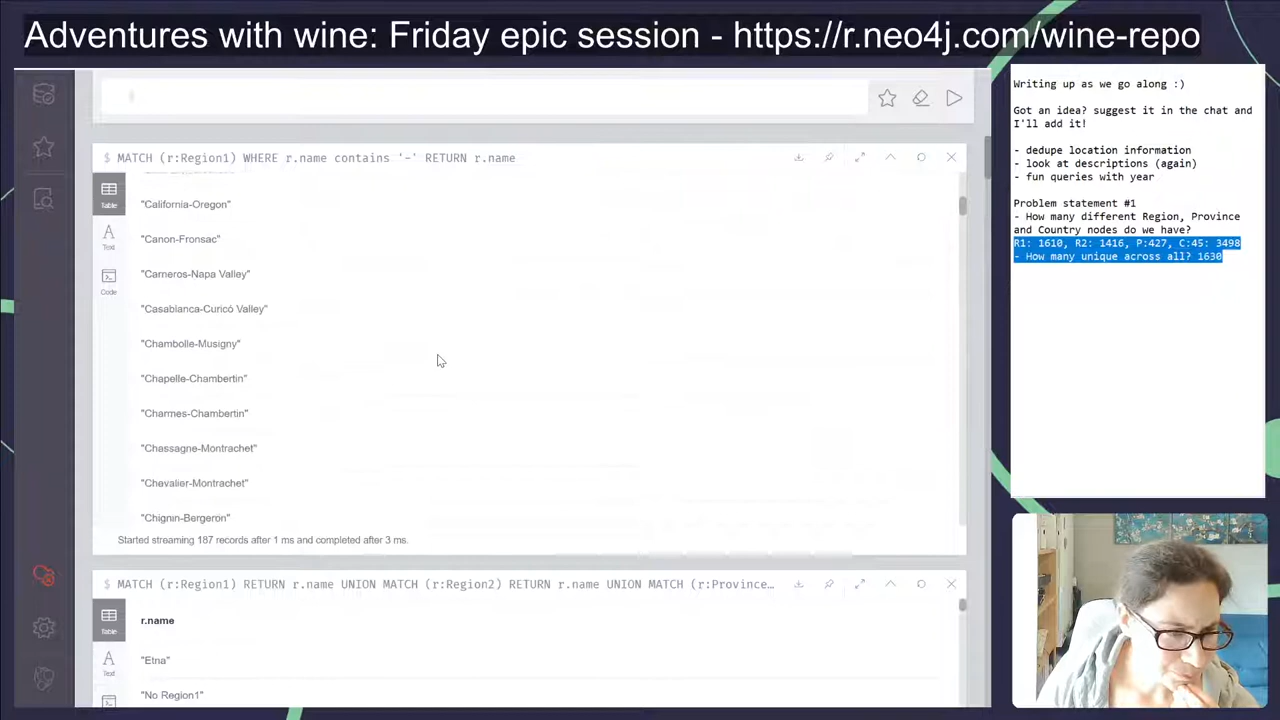 Adventures with wine: Friday epic session - https://r.neo4j.com/wine-repo
$ MATCH (r:Region1) WHERE r.name contains '-' RETURN r.name
Table
Text
Code
"California-Oregon"
"Canon-Fronsac"
"Carneros-Napa Valley"
"Casablanca-Curicó Valley"
"Chambolle-Musigny"
"Chapelle-Chambertin"
"Charmes-Chambertin"
"Chassagne-Montrachet"
"Chevalier-Montrachet"
"Chignin-Bergeron"
Started streaming 187 records after 1 ms and completed after 3 ms.
$ MATCH (r:Region1) RETURN r.name UNION MATCH (r:Region2) RETURN r.name UNION MATCH (r:Province…
Table
Text
r.name
"Etna"
"No Region1"
Writing up as we go along :)
Got an idea? suggest it in the chat and
I'll add it!
- dedupe location information
- look at descriptions (again)
- fun queries with year
Problem statement #1
- How many different Region, Province
and Country nodes do we have?
R1: 1610, R2: 1416, P:427, C:45: 3498
- How many unique across all? 1630